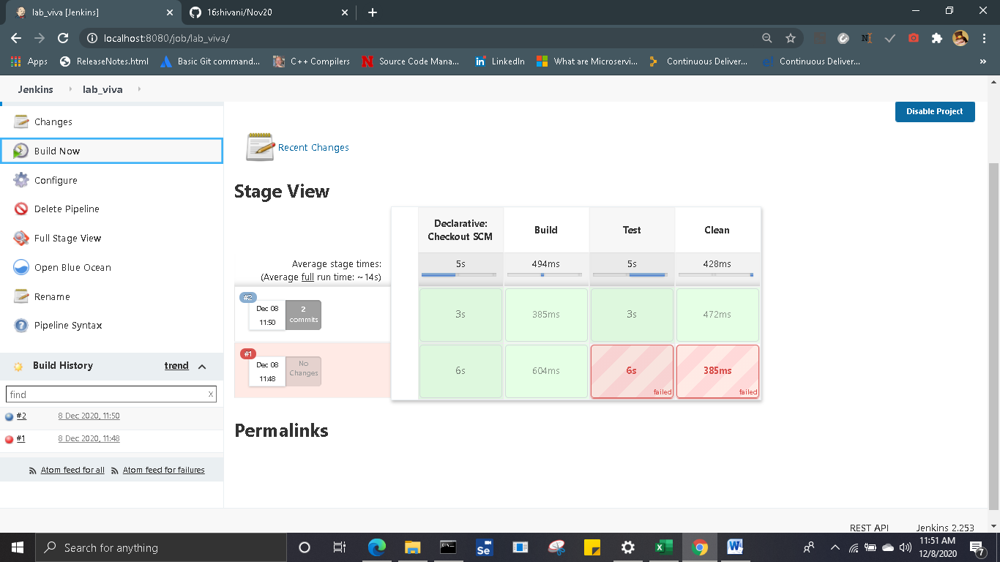 lab_viva [Jenkins]
16shivani/Nov20
localhost:8080/job/lab_viva/
Apps
ReleaseNotes.html
Basic Git command...
C++ Compilers
Source Code Mana...
LinkedIn
What are Microservi...
Continuous Deliver...
Continuous Deliver...
Jenkins
lab_viva
Changes
Build Now
Configure
Delete Pipeline
Full Stage View
Open Blue Ocean
Rename
Pipeline Syntax
Build History
trend
find
x
#2
8 Dec 2020, 11:50
#1
8 Dec 2020, 11:48
Atom feed for all
Atom feed for failures
Disable Project
Recent Changes
Stage View
Declarative:
Checkout SCM
Build
Test
Clean
Average stage times:
(Average full run time: ~14s)
5s
494ms
5s
428ms
#2
Dec 08
11:50
2
commits
3s
385ms
3s
472ms
#1
Dec 08
11:48
No
Changes
6s
604ms
6s
failed
385ms
failed
Permalinks
REST API
Jenkins 2.253
Search for anything
Se
11:51 AM
12/8/2020
7